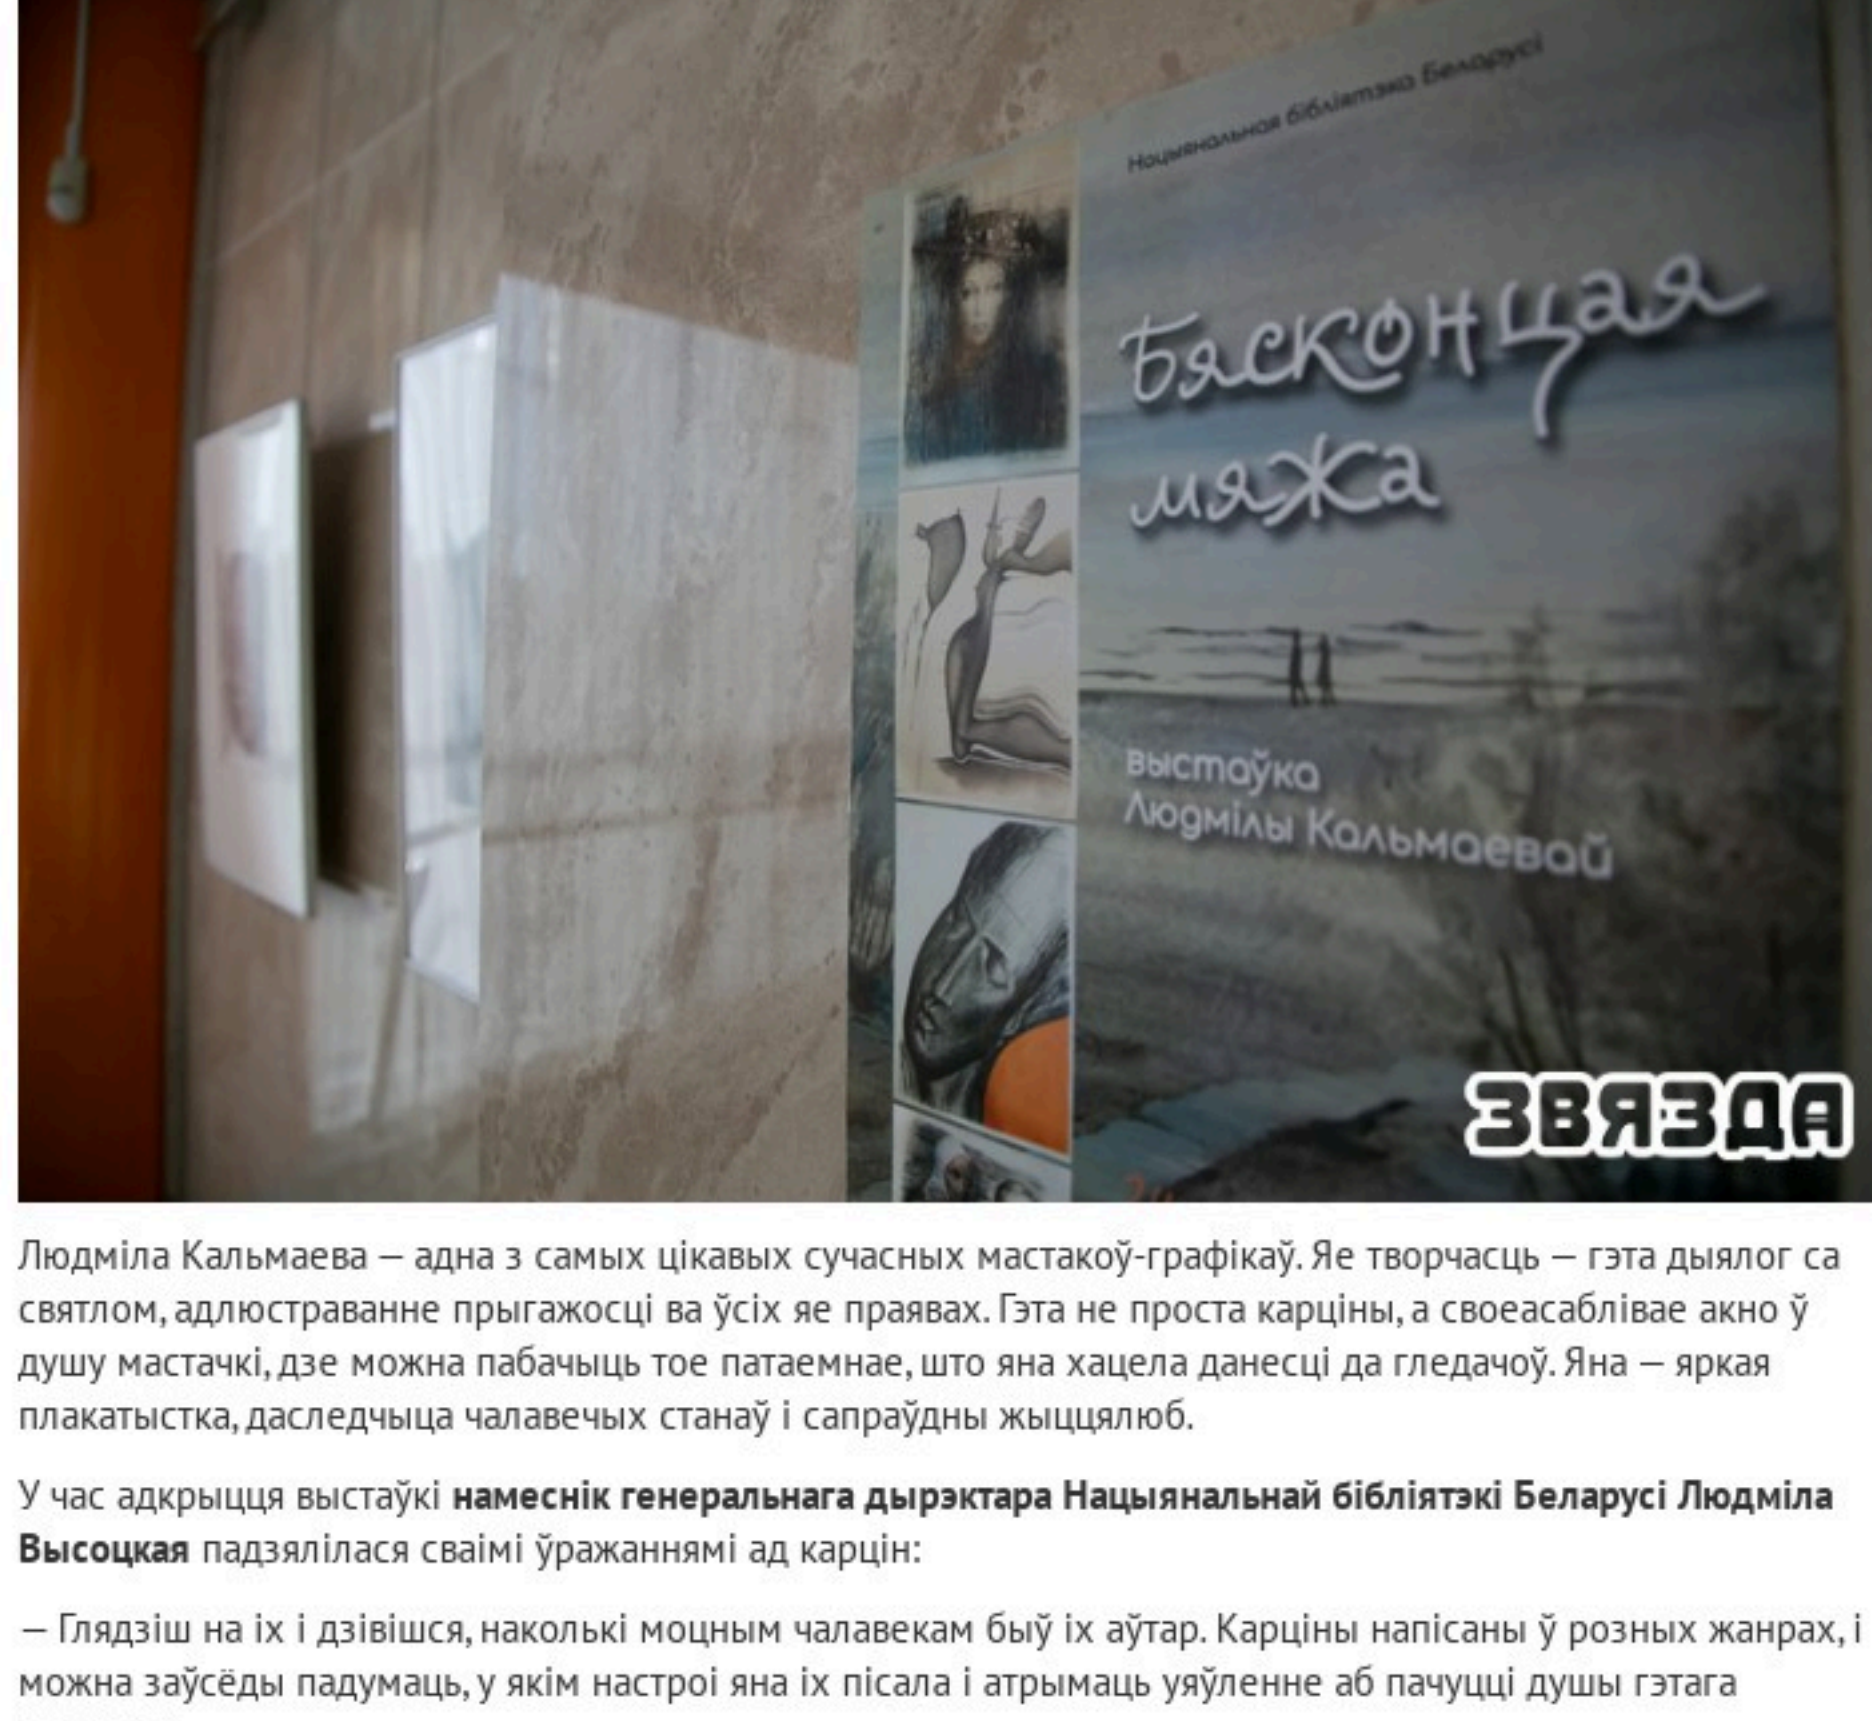 Нацыянальная бібліятэка Беларусі
Бясконцая
мяжа
выстаўка
Людмілы Кальмаевай
ЗВЯЗДА
Людміла Кальмаева — адна з самых цікавых сучасных мастакоў-графікаў. Яе творчасць — гэта дыялог са
святлом, адлюстраванне прыгажосці ва ўсіх яе праявах. Гэта не проста карціны, а своеасаблівае акно ў
душу мастачкі, дзе можна пабачыць тое патаемнае, што яна хацела данесці да гледачоў. Яна — яркая
плакатыстка, даследчыца чалавечых станаў і сапраўдны жыццялюб.
У час адкрыцця выстаўкі намеснік генеральнага дырэктара Нацыянальнай бібліятэкі Беларусі Людміла
Высоцкая падзялілася сваімі ўражаннямі ад карцін:
— Глядзіш на іх і дзівішся, наколькі моцным чалавекам быў іх аўтар. Карціны напісаны ў розных жанрах, і
можна заўсёды падумаць, у якім настроі яна іх пісала і атрымаць уяўленне аб пачуцці душы гэтага